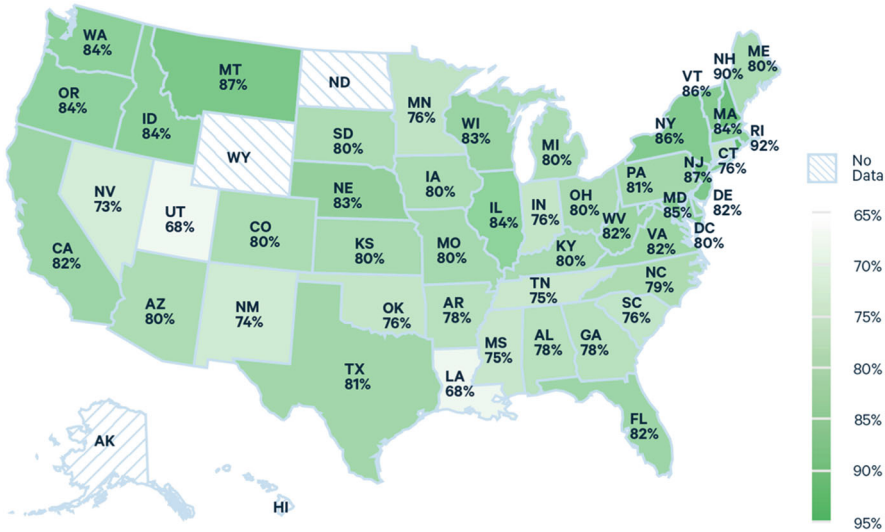 WA
84%
OR
84%
ID
84%
MT
87%
ND
WY
SD
80%
NE
83%
MN
76%
WI
83%
MI
80%
IA
80%
IL
84%
IN
76%
OH
80%
NV
73%
UT
68%
CO
80%
KS
80%
MO
80%
KY
80%
WV
82%
VA
82%
CA
82%
AZ
80%
NM
74%
OK
76%
AR
78%
TN
75%
NC
79%
SC
76%
MS
75%
AL
78%
GA
78%
TX
81%
LA
68%
FL
82%
AK
HI
ME
80%
NH
90%
VT
86%
NY
86%
MA
84%
RI
92%
CT
76%
NJ
87%
PA
81%
MD
85%
DE
82%
DC
80%
No
Data
65%
70%
75%
80%
85%
90%
95%